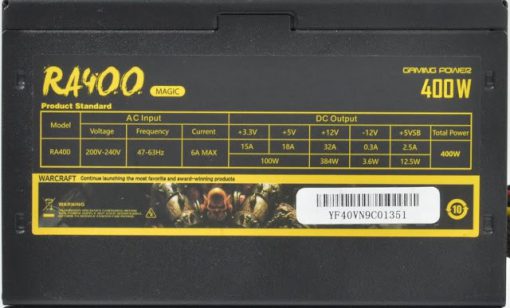 RA400 MAGIC
GAMING POWER
400W
Product Standard
Model AC Input DC Output
Voltage Frequency Current +3.3V +5V +12V -12V +5VSB Total Power
RA400 200V-240V 47-63Hz 6A MAX 15A 18A 32A 0.3A 2.5A 400W
100W 384W 3.6W 12.5W
WARCRAFT Continue launching the most favorite and award-winning products
WARNING
YF40VN9C01351
10